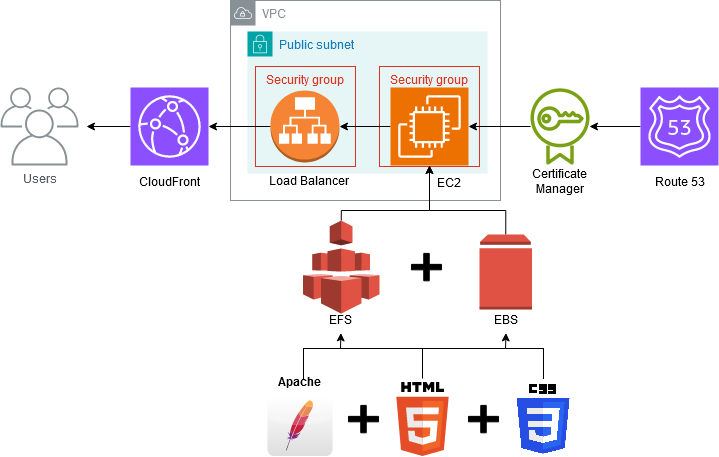 VPC
Public subnet
Security group
Security group
53
Users
CloudFront
Load Balancer
EC2
Certificate
Manager
Route 53
EFS
EBS
Apache
HTML
5
CSS
3